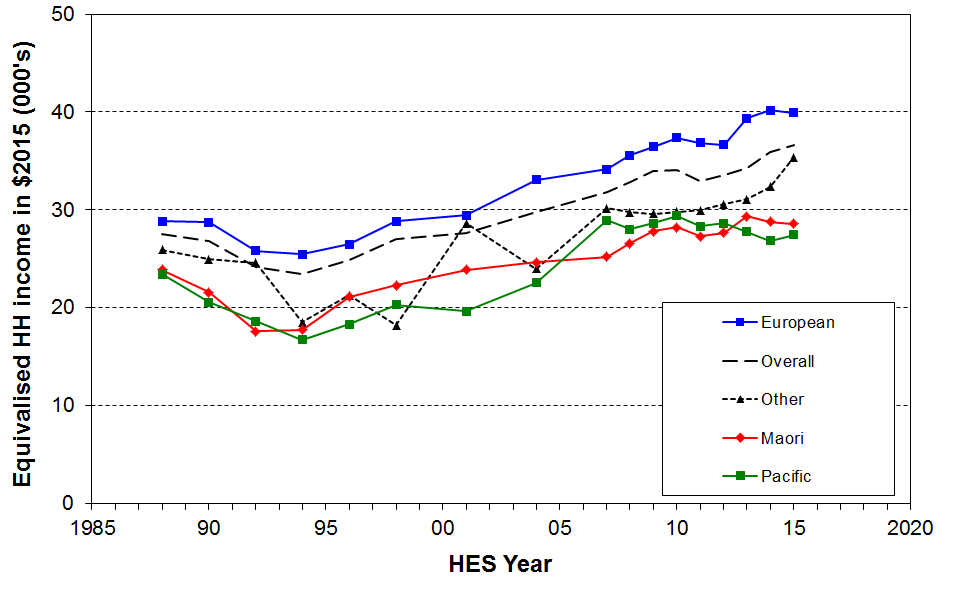 Equivalised HH income in $2015 (000's)
50
40
30
20
10
0
1985 90 95 00 05 10 15 2020
HES Year
European
Overall
Other
Maori
Pacific